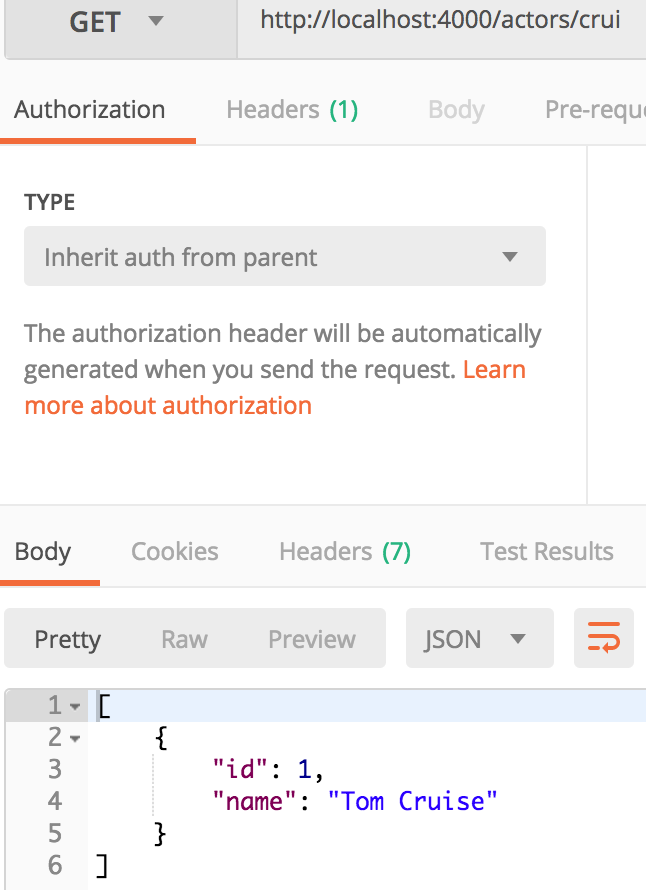 GET http://localhost:4000/actors/crui
Authorization Headers (1) Body Pre-requ
TYPE
Inherit auth from parent
The authorization header will be automatically
generated when you send the request. Learn
more about authorization
Body Cookies Headers (7) Test Results
Pretty Raw Preview JSON
1 [
2 {
3 "id": 1,
4 "name": "Tom Cruise"
5 }
6 ]